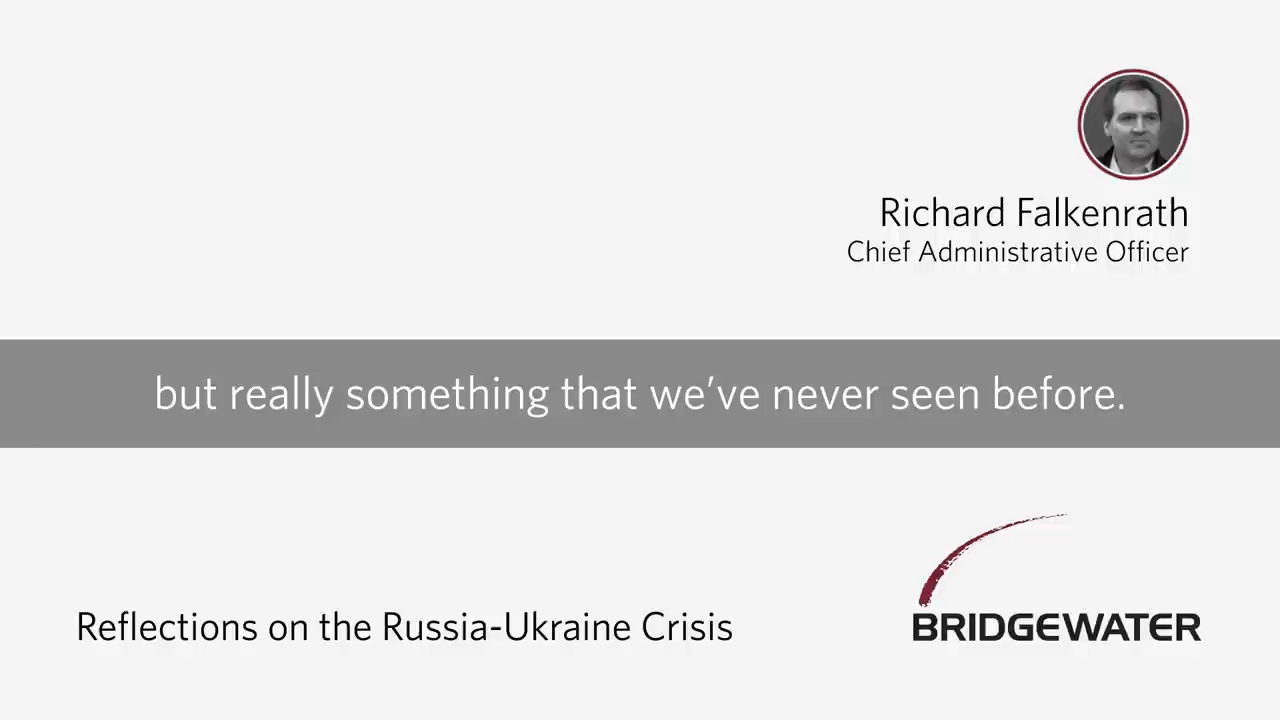 Richard Falkenrath
Chief Administrative Officer
but really something that we’ve never seen before.
Reflections on the Russia-Ukraine Crisis
BRIDGEWATER